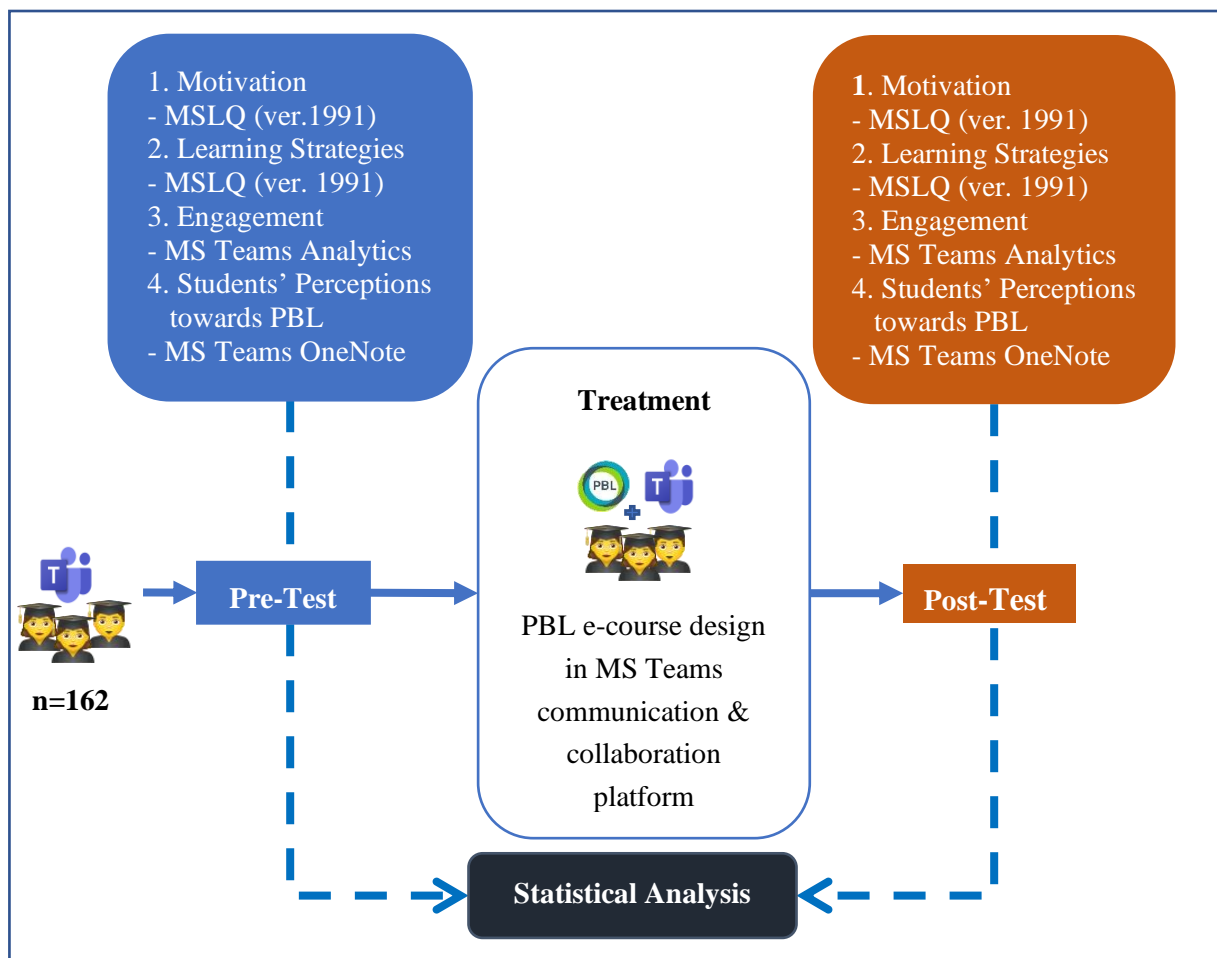 1. Motivation
- MSLQ (ver.1991)
2. Learning Strategies
- MSLQ (ver. 1991)
3. Engagement
- MS Teams Analytics
4. Students’ Perceptions
towards PBL
- MS Teams OneNote
1. Motivation
- MSLQ (ver. 1991)
2. Learning Strategies
- MSLQ (ver. 1991)
3. Engagement
- MS Teams Analytics
4. Students’ Perceptions
towards PBL
- MS Teams OneNote
T
n=162
Pre-Test
Treatment
PBL
T
PBL e-course design
in MS Teams
communication &
collaboration
platform
Post-Test
Statistical Analysis